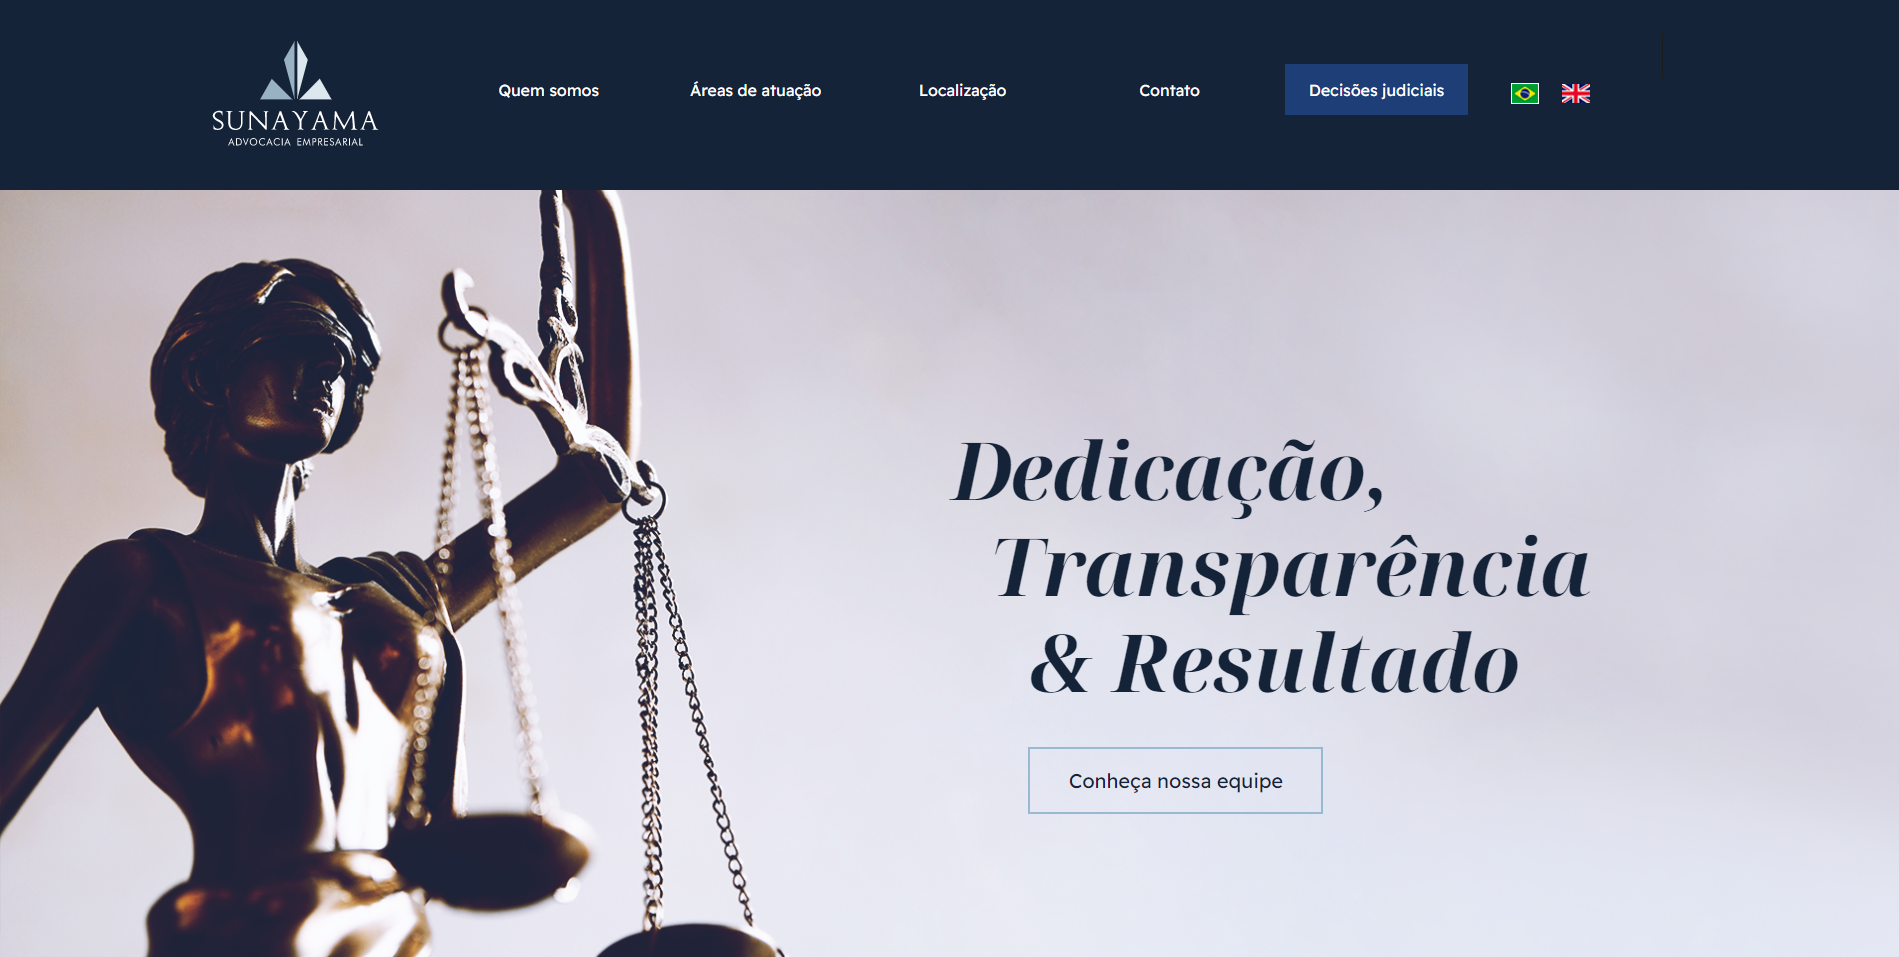 SUNAYAMA
ADVOCACIA EMPRESARIAL
Quem somos
Áreas de atuação
Localização
Contato
Decisões judiciais
Dedicação,
Transparência
& Resultado
Conheça nossa equipe